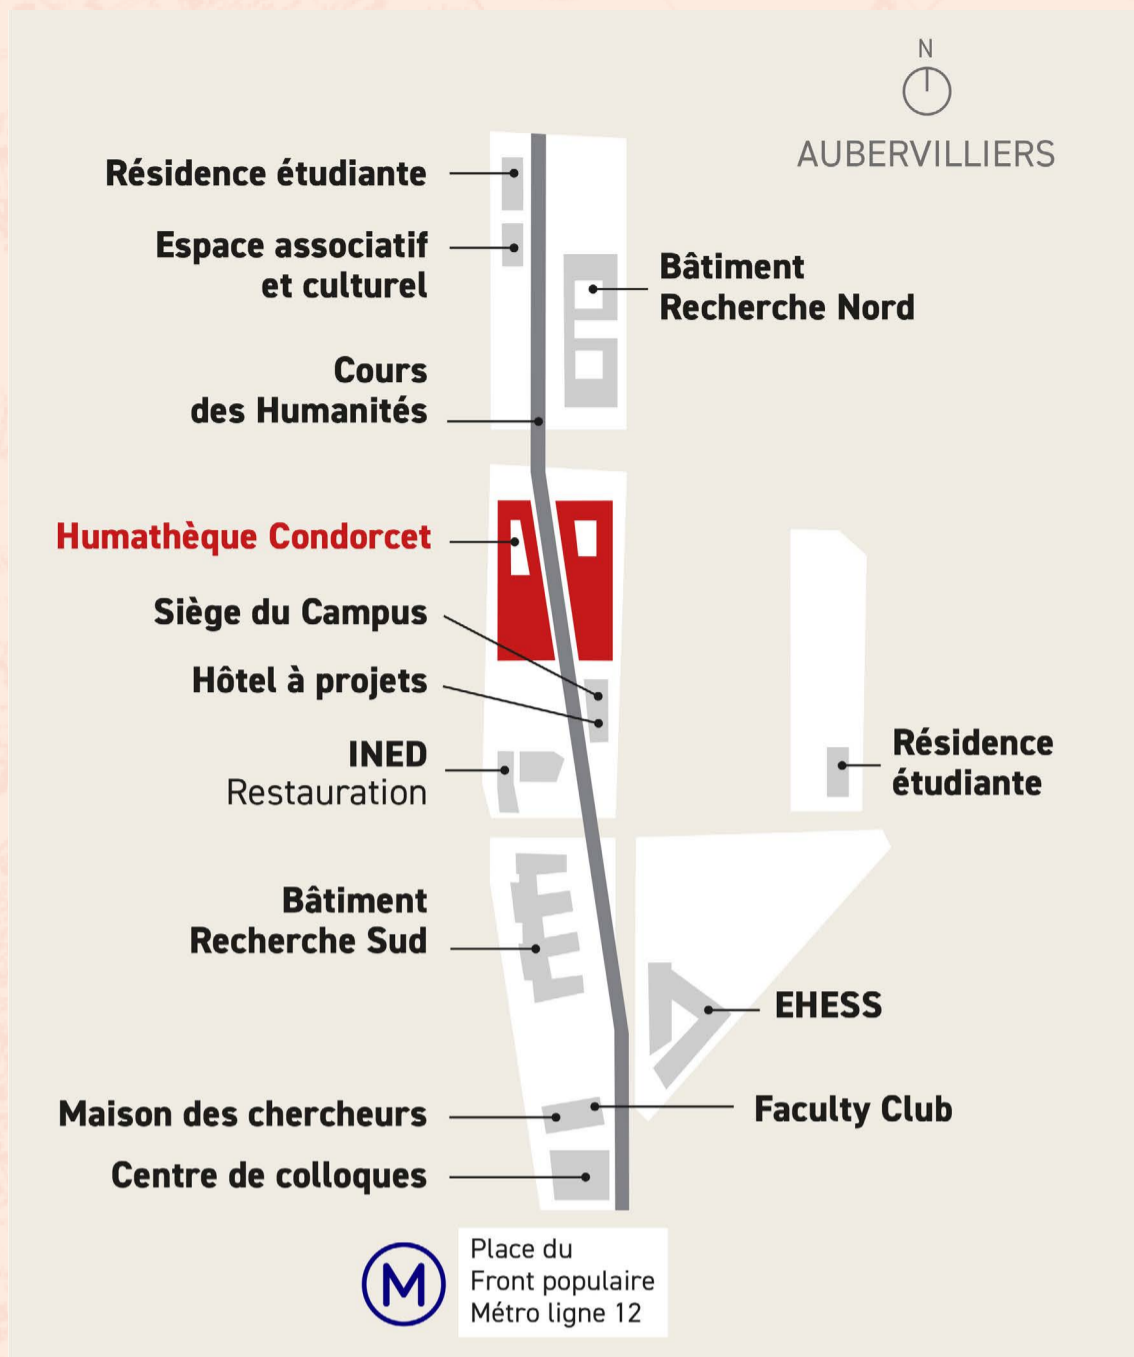 N
AUBERVILLIERS
Résidence étudiante
Espace associatif
et culturel
Bâtiment
Recherche Nord
Cours
des Humanités
Humathèque Condorcet
Siège du Campus
Hôtel à projets
INED
Restauration
Résidence
étudiante
Bâtiment
Recherche Sud
EHESS
Maison des chercheurs
Faculty Club
Centre de colloques
M
Place du
Front populaire
Métro ligne 12